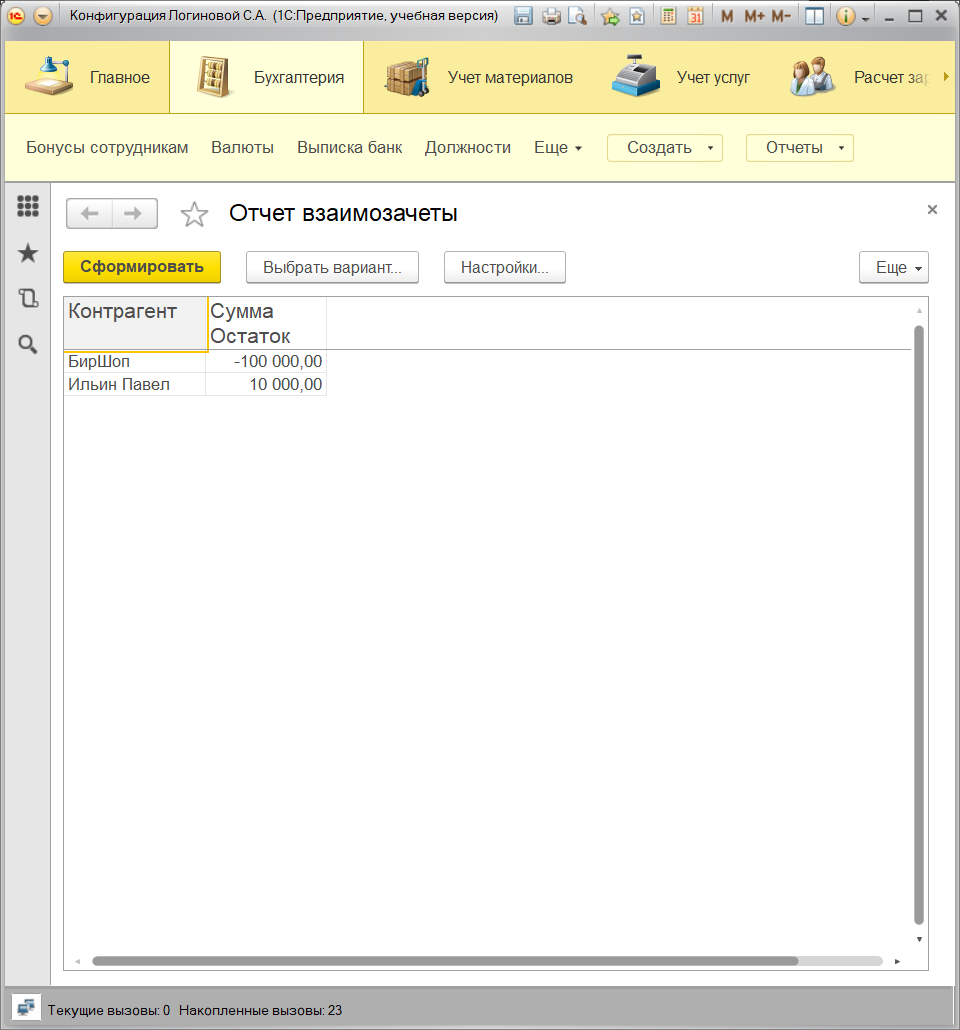 Конфигурация Логиновой С.А. (1С:Предприятие, учебная версия) M M+ M-
Главное Бухгалтерия Учет материалов Учет услуг Расчет зар
Бонусы сотрудникам Валюты Выписка банк Должности Еще Создать Отчеты
Отчет взаимозачеты
Сформировать Выбрать вариант... Настройки... Еще
Контрагент Сумма
Остаток
БирШоп -100 000,00
Ильин Павел 10 000,00
Текущие вызовы: 0 Накопленные вызовы: 23